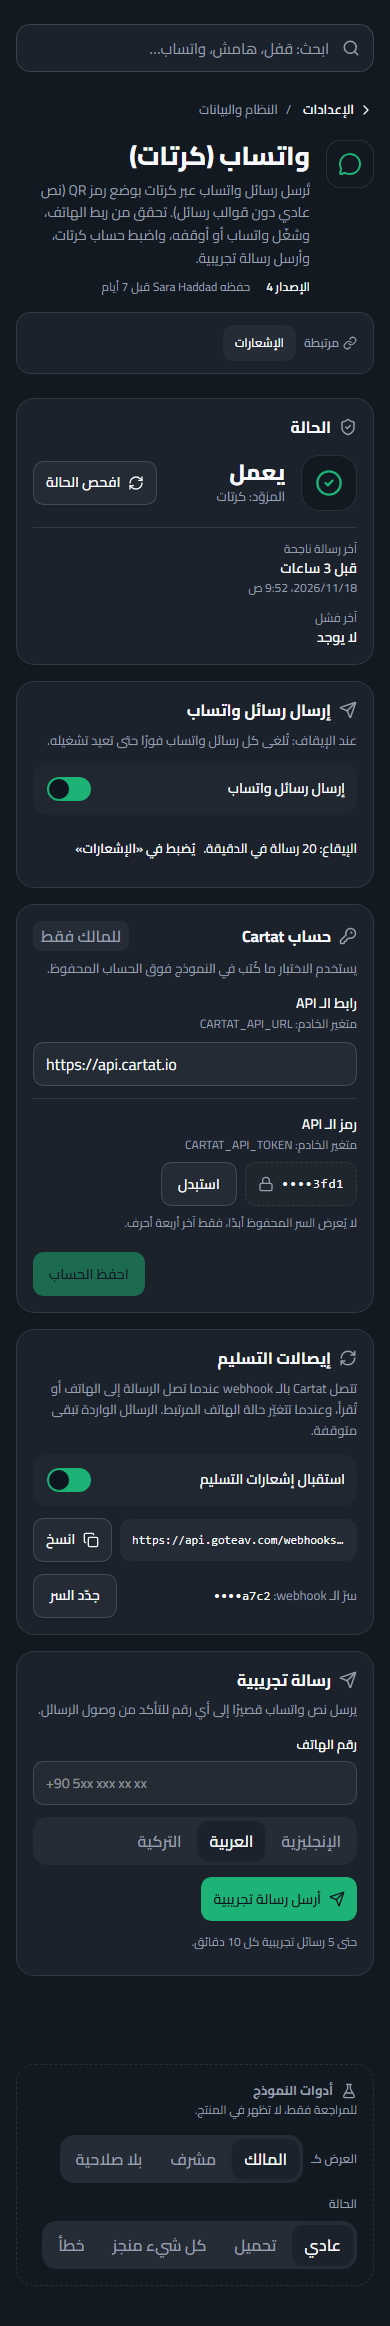 ابحث: قفل، هامش، واتساب...
الإعدادات / النظام والبيانات
واتساب (كرتات)
تُرسل رسائل واتساب عبر كرتات بوضع رمز QR (نص
عادي دون قوالب رسائل). تحقق من ربط الهاتف،
وشغّل واتساب أو أوقفه، واضبط حساب كرتات،
وأرسل رسالة تجريبية.
الإصدار 4 حفظه Sara Haddad قبل 7 أيام
مرتبطة الإشعارات
الحالة
يعمل
المزوّد: كرتات
افحص الحالة
آخر رسالة ناجحة
قبل 3 ساعات
2026/11/18، 9:52 ص
آخر فشل
لا يوجد
إرسال رسائل واتساب
عند الإيقاف: تُلغى كل رسائل واتساب فورًا حتى تعيد تشغيله.
إرسال رسائل واتساب
الإيقاع: 20 رسالة في الدقيقة. يُضبط في «الإشعارات»
حساب Cartat للمالك فقط
يستخدم الاختبار ما كُتب في النموذج فوق الحساب المحفوظ.
رابط الـ API
متغير الخادم: CARTAT_API_URL
https://api.cartat.io
رمز الـ API
متغير الخادم: CARTAT_API_TOKEN
••••3fd1 استبدل
لا يُعرض السر المحفوظ أبدًا، فقط آخر أربعة أحرف.
احفظ الحساب
إيصالات التسليم
تتصل Cartat بالـ webhook عندما تصل الرسالة إلى الهاتف أو
تُقرأ، وعندما تتغيّر حالة الهاتف المرتبط. الرسائل الواردة تبقى
متوقفة.
استقبال إشعارات التسليم
https://api.goteav.com/webhooks… انسخ
سرّ الـ webhook: ••••a7c2 جدّد السر
رسالة تجريبية
يرسل نص واتساب قصيرًا إلى أي رقم للتأكد من وصول الرسائل.
رقم الهاتف
+90 5xx xxx xx xx
الإنجليزية العربية التركية
أرسل رسالة تجريبية
حتى 5 رسائل تجريبية كل 10 دقائق.
أدوات النموذج
للمراجعة فقط، لا تظهر في المنتج.
العرض كـ المالك مشرف بلا صلاحية
الحالة
عادي تحميل كل شيء منجز خطأ